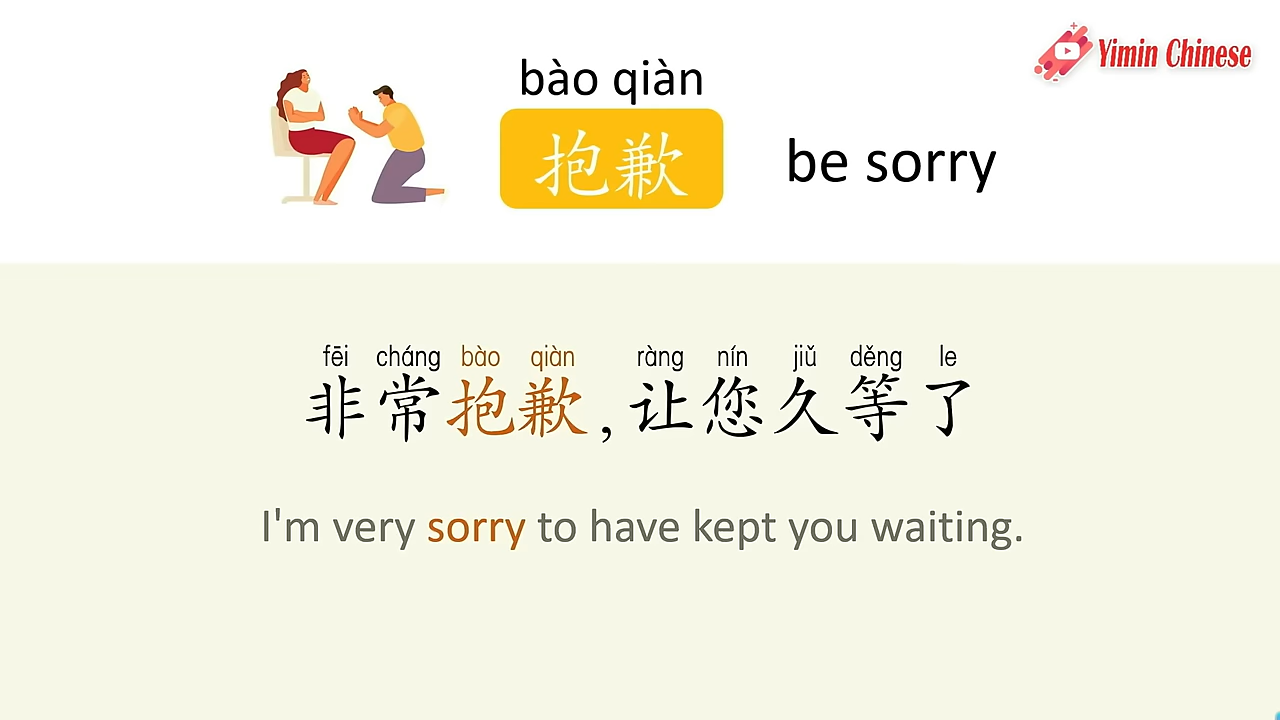 Yimin Chinese
bào qiàn
抱歉
be sorry
fēi cháng bào qiàn ràng nín jiǔ děng le
非常抱歉,让您久等了
I'm very sorry to have kept you waiting.